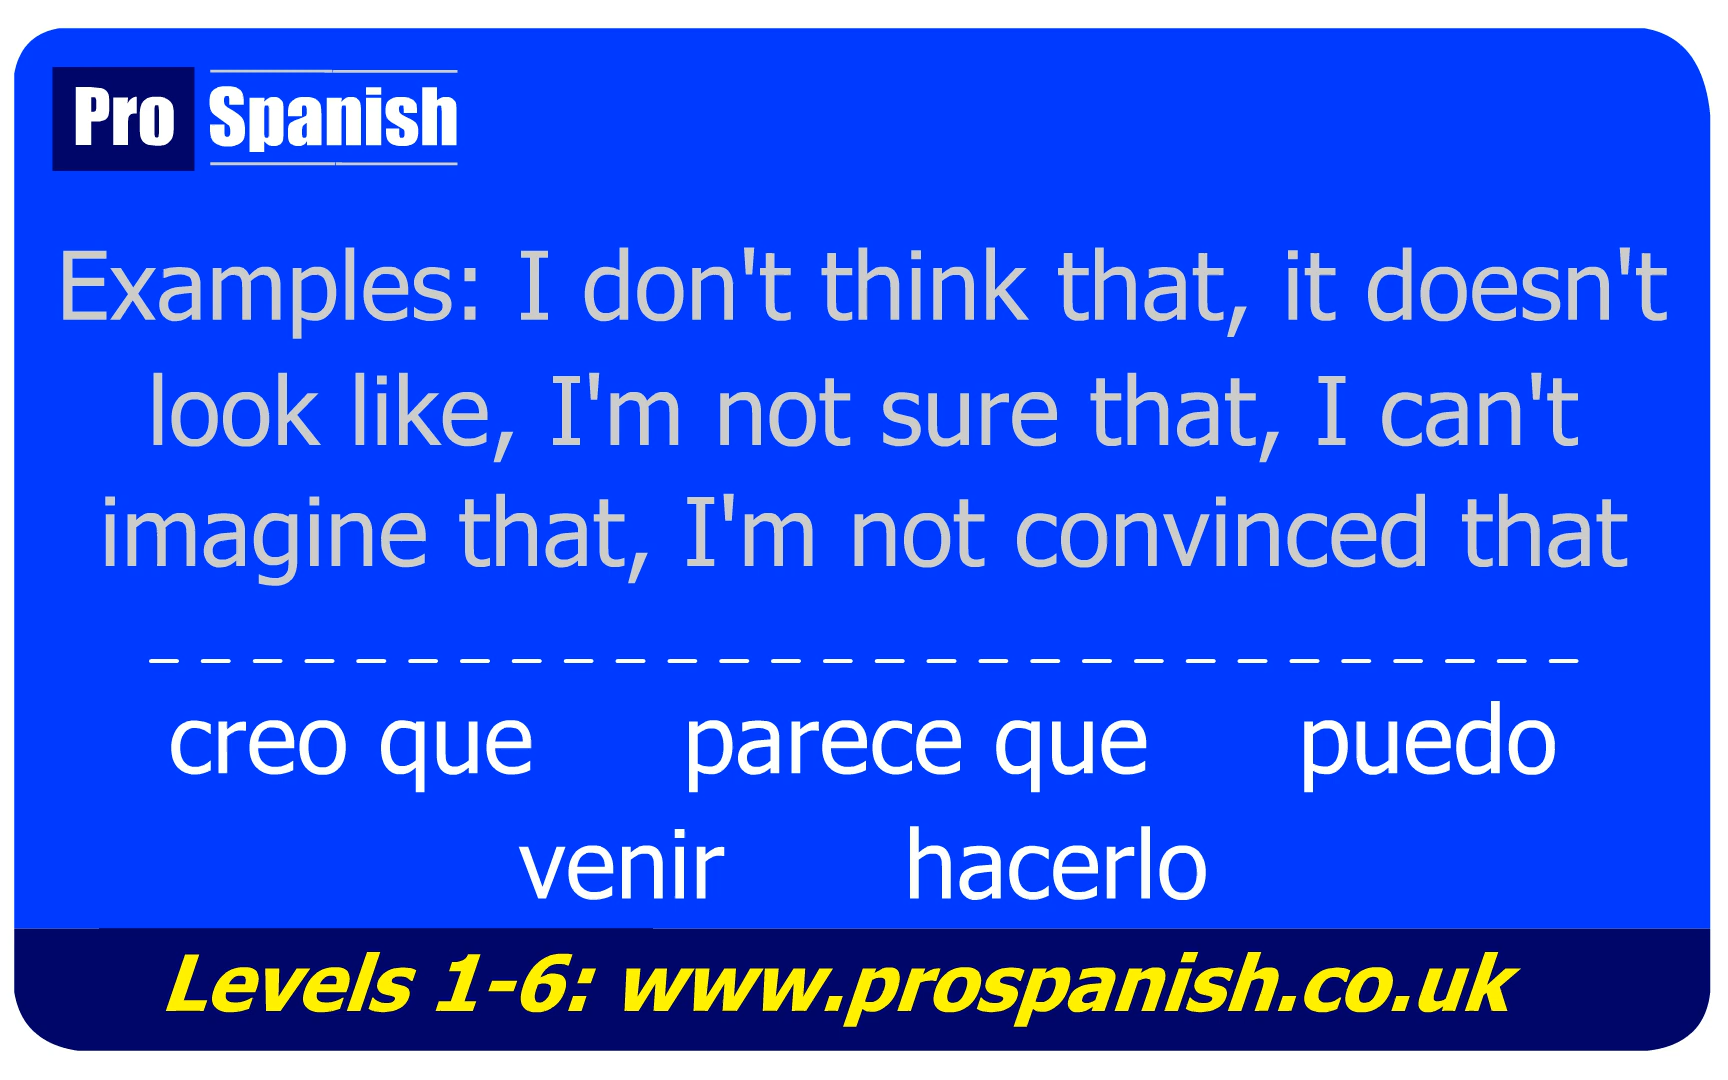 Pro Spanish
Examples: I don't think that, it doesn't
look like, I'm not sure that, I can't
imagine that, I'm not convinced that
creo que parece que puedo
venir hacerlo
Levels 1-6: www.prospanish.co.uk